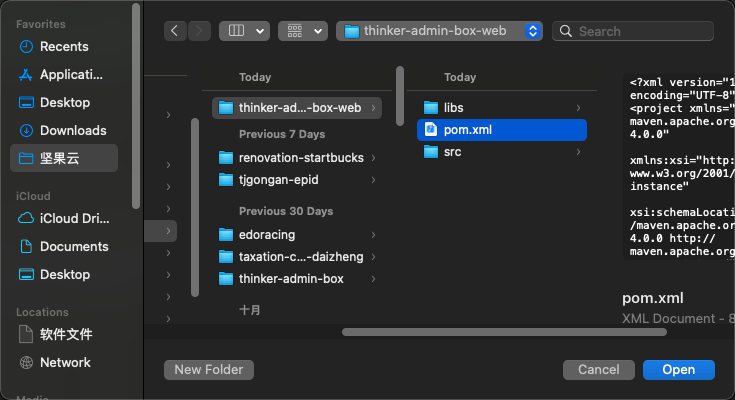 Favorites
Recents
Applicati...
Desktop
Downloads
坚果云
iCloud
iCloud Dri...
Documents
Desktop
Locations
软件文件
Network
Media
thinker-admin-box-web
Search
Today
thinker-ad...-box-web
Previous 7 Days
renovation-startbucks
tjgongan-epid
Previous 30 Days
edoracing
taxation-c...-daizheng
thinker-admin-box
十月
Today
libs
pom.xml
src
<?xml version="1
encoding="UTF-8"
<project xmlns="
maven.apache.org
4.0.0"
xmlns:xsi="http:
www.w3.org/2001/
instance"
xsi:schemaLocati
/maven.apache.or
4.0.0 http://
maven.apache.org
pom.xml
XML Document - 8
New Folder
Cancel
Open